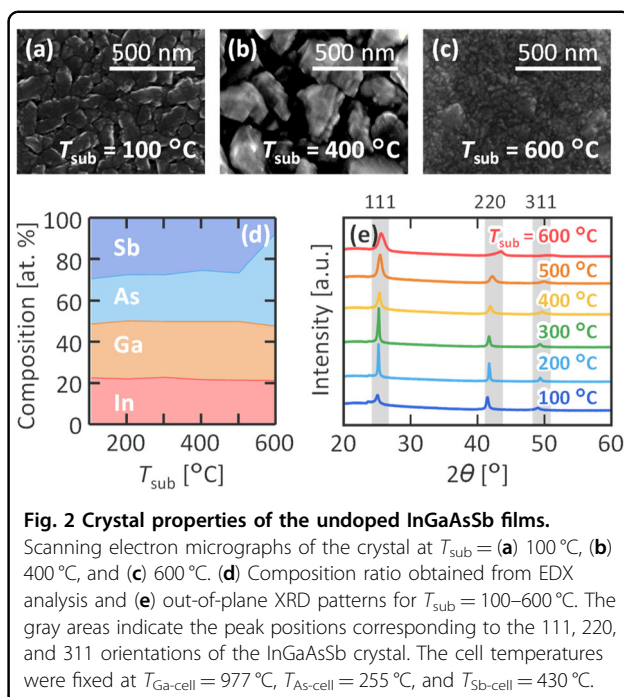 (a) 500 nm
T_sub = 100 °C
(b) 500 nm
T_sub = 400 °C
(c) 500 nm
T_sub = 600 °C
Composition [at. %]
100
80
60
40
20
0
(d)
Sb
As
Ga
In
200 400 600
T_sub [°C]
111 220 311
(e)
Intensity [a.u.]
T_sub = 600 °C
500 °C
400 °C
300 °C
200 °C
100 °C
20 30 40 50 60
2θ [°]
Fig. 2 Crystal properties of the undoped InGaAsSb films.
Scanning electron micrographs of the crystal at T_sub = (a) 100 °C, (b)
400 °C, and (c) 600 °C. (d) Composition ratio obtained from EDX
analysis and (e) out-of-plane XRD patterns for T_sub = 100–600 °C. The
gray areas indicate the peak positions corresponding to the 111, 220,
and 311 orientations of the InGaAsSb crystal. The cell temperatures
were fixed at T_Ga-cell = 977 °C, T_As-cell = 255 °C, and T_Sb-cell = 430 °C.